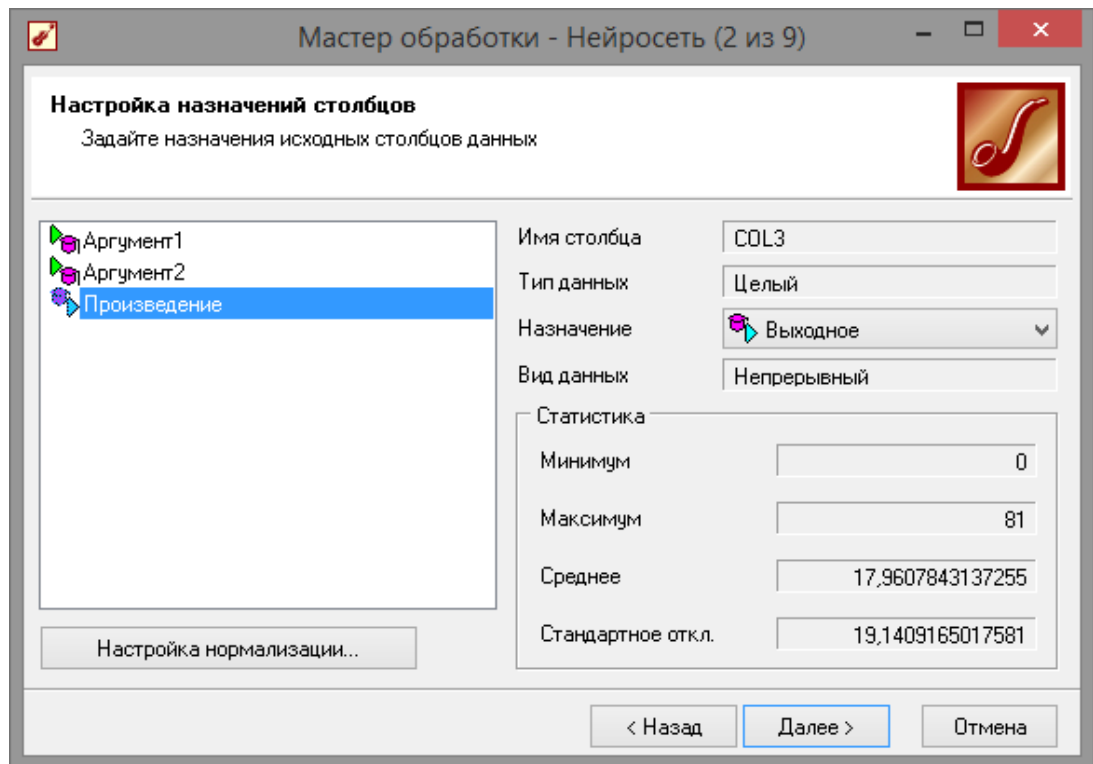 Мастер обработки - Нейросеть (2 из 9)
Настройка назначений столбцов
Задайте назначения исходных столбцов данных
Аргумент1
Аргумент2
Произведение
Настройка нормализации...
Имя столбца COL3
Тип данных Целый
Назначение Выходное
Вид данных Непрерывный
Статистика
Минимум 0
Максимум 81
Среднее 17,9607843137255
Стандартное откл. 19,1409165017581
< Назад Далее > Отмена